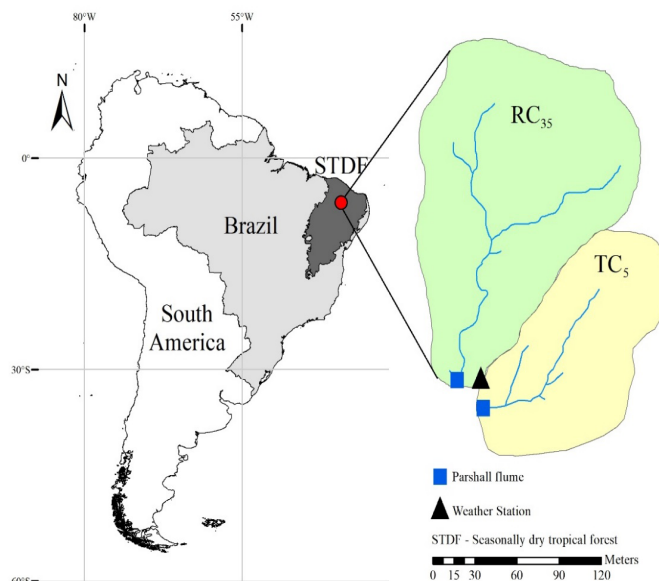 80°W
55°W
N
0°
STDF
Brazil
South
America
30°S
60°S
RC35
TC5
Parshall flume
Weather Station
STDF - Seasonally dry tropical forest
Meters
0 15 30 60 90 120